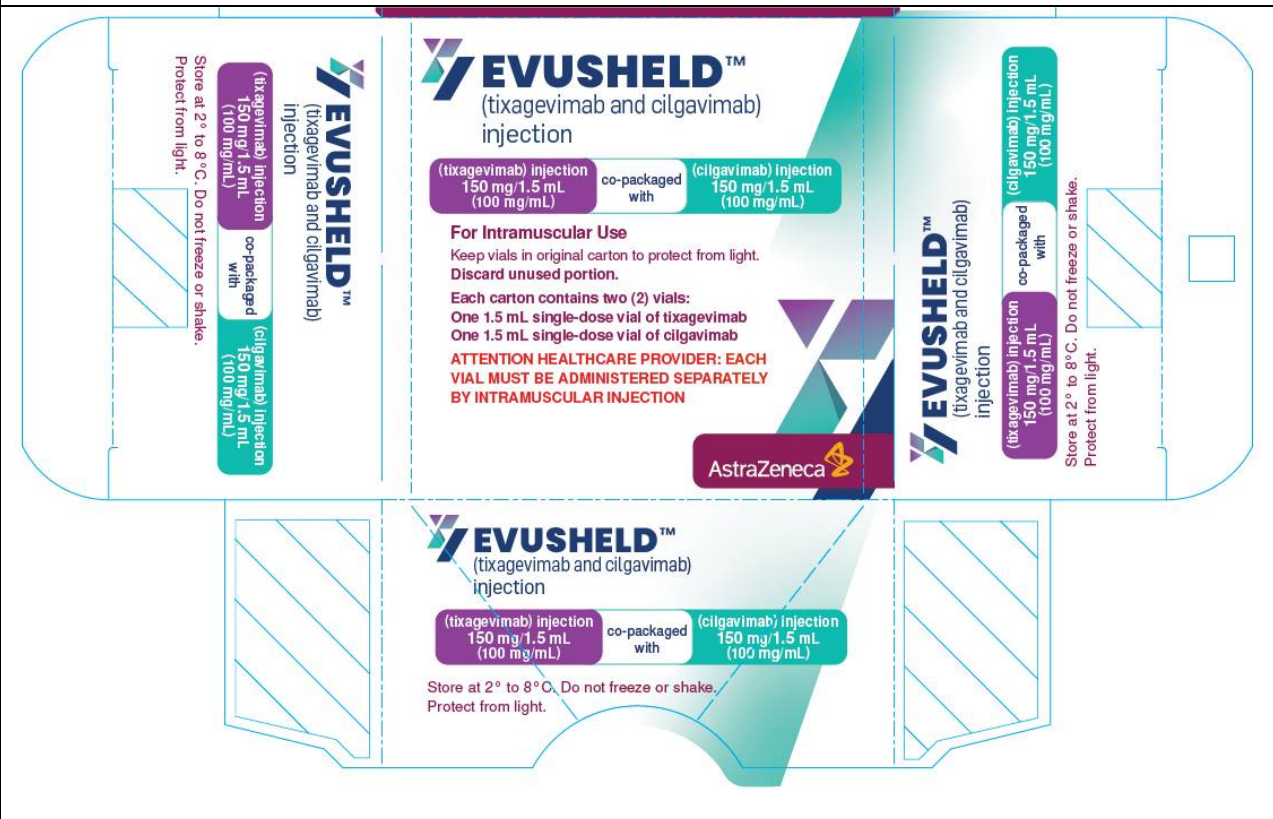 EVUSHELD™
(tixagevimab and cilgavimab)
injection
(tixagevimab) injection
150 mg/1.5 mL
(100 mg/mL)
co-packaged
with
(cilgavimab) injection
150 mg/1.5 mL
(100 mg/mL)
Store at 2° to 8°C. Do not freeze or shake.
Protect from light.
EVUSHELD™
(tixagevimab and cilgavimab)
injection
(tixagevimab) injection
150 mg/1.5 mL
(100 mg/mL)
co-packaged
with
(cilgavimab) injection
150 mg/1.5 mL
(100 mg/mL)
For Intramuscular Use
Keep vials in original carton to protect from light.
Discard unused portion.
Each carton contains two (2) vials:
One 1.5 mL single-dose vial of tixagevimab
One 1.5 mL single-dose vial of cilgavimab
ATTENTION HEALTHCARE PROVIDER: EACH
VIAL MUST BE ADMINISTERED SEPARATELY
BY INTRAMUSCULAR INJECTION
AstraZeneca
EVUSHELD™
(tixagevimab and cilgavimab)
injection
(tixagevimab) injection
150 mg/1.5 mL
(100 mg/mL)
co-packaged
with
(cilgavimab) injection
150 mg/1.5 mL
(100 mg/mL)
Store at 2° to 8°C. Do not freeze or shake.
Protect from light.
EVUSHELD™
(tixagevimab and cilgavimab)
injection
(tixagevimab) injection
150 mg/1.5 mL
(100 mg/mL)
co-packaged
with
(cilgavimab) injection
150 mg/1.5 mL
(100 mg/mL)
Store at 2° to 8°C. Do not freeze or shake.
Protect from light.